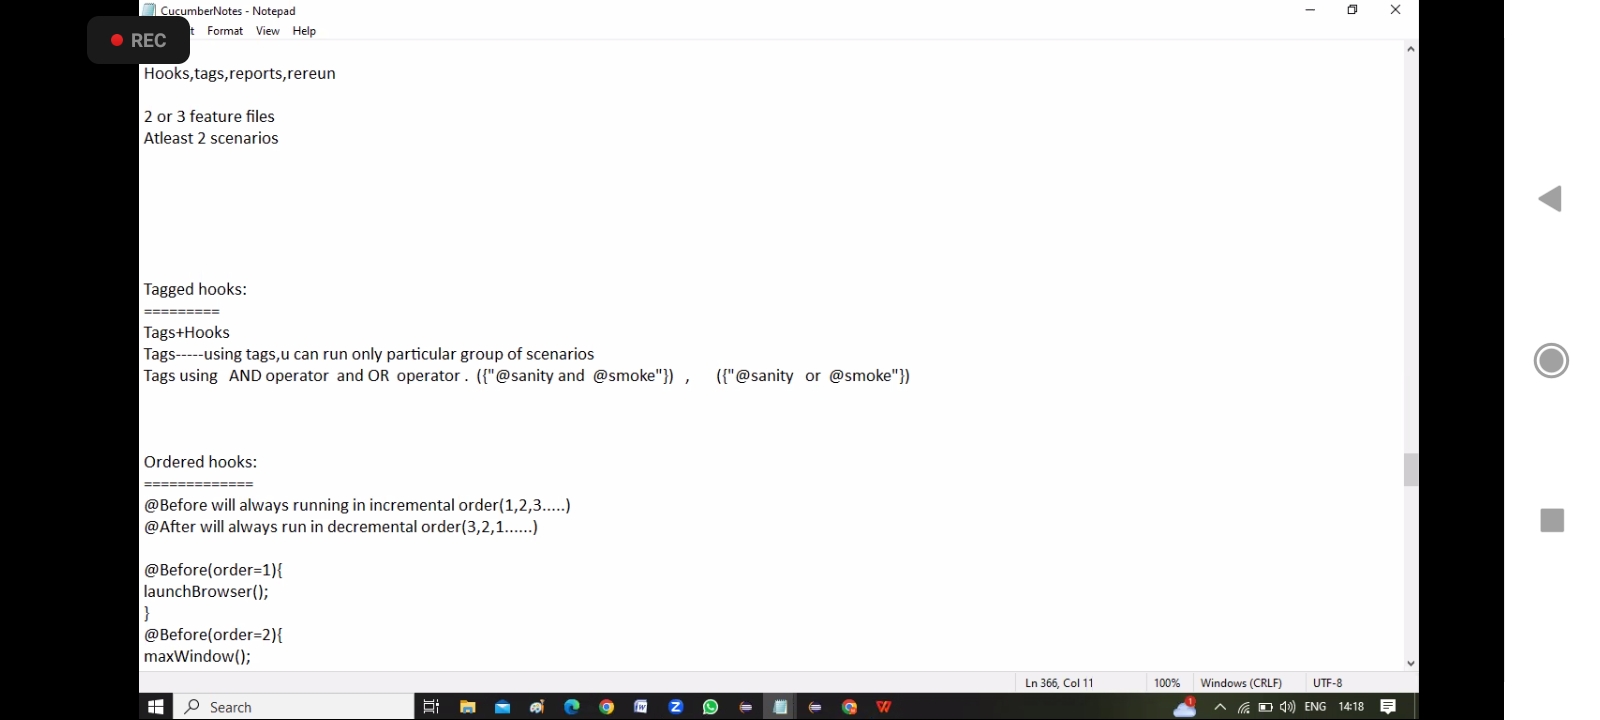 CucumberNotes - Notepad
REC
t Format View Help
Hooks,tags,reports,rereun
2 or 3 feature files
Atleast 2 scenarios
Tagged hooks:
=========
Tags+Hooks
Tags-----using tags,u can run only particular group of scenarios
Tags using   AND operator  and OR  operator .  ({"@sanity and  @smoke"})   ,      ({"@sanity   or  @smoke"})
Ordered hooks:
=============
@Before will always running in incremental order(1,2,3.....)
@After will always run in decremental order(3,2,1......)
@Before(order=1){
launchBrowser();
}
@Before(order=2){
maxWindow();
Ln 366, Col 11 100% Windows (CRLF) UTF-8
Search ENG 14:18